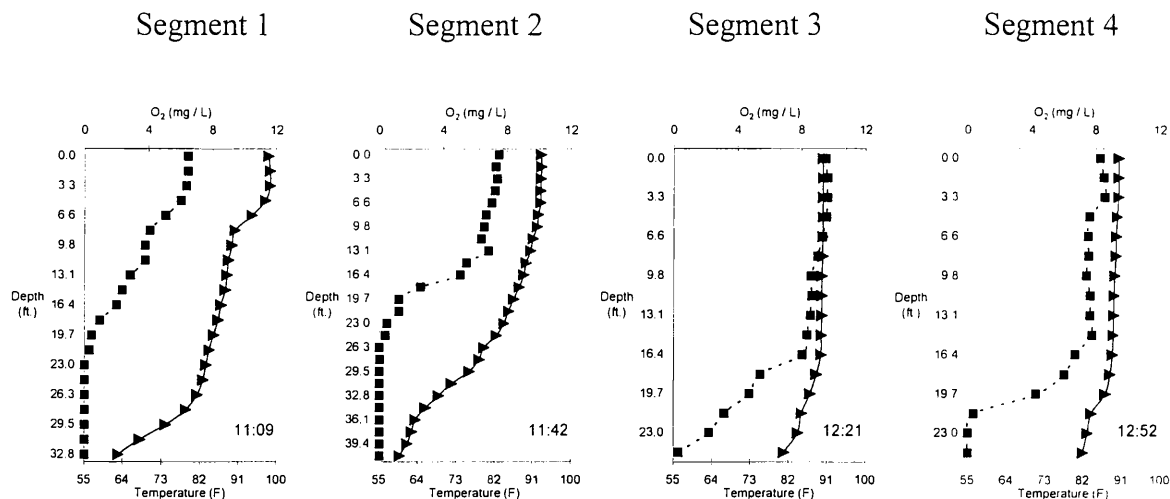 Segment 1 Segment 2 Segment 3 Segment 4
O2 (mg / L) O2 (mg / L) O2 (mg / L) O2 (mg / L)
0 4 8 12 0 4 8 12 0 4 8 12 0 4 8 12
Depth (ft.)
0.0
3.3
6.6
9.8
13.1
16.4
19.7
23.0
26.3
29.5
32.8
11:09
55 64 73 82 91 100
Temperature (F)
Depth (ft.)
0 0
3 3
6 6
9 8
13 1
16 4
19.7
23.0
26 3
29.5
32.8
36.1
39.4
11:42
55 64 73 82 91 100
Temperature (F)
Depth (ft.)
0.0
3.3
6.6
9.8
13.1
16.4
19.7
23.0
12:21
55 64 73 82 91 100
Temperature (F)
Depth (ft.)
0 0
3.3
6.6
9.8
13.1
16 4
19.7
23.0
12:52
55 64 73 82 91 100
Temperature (F)